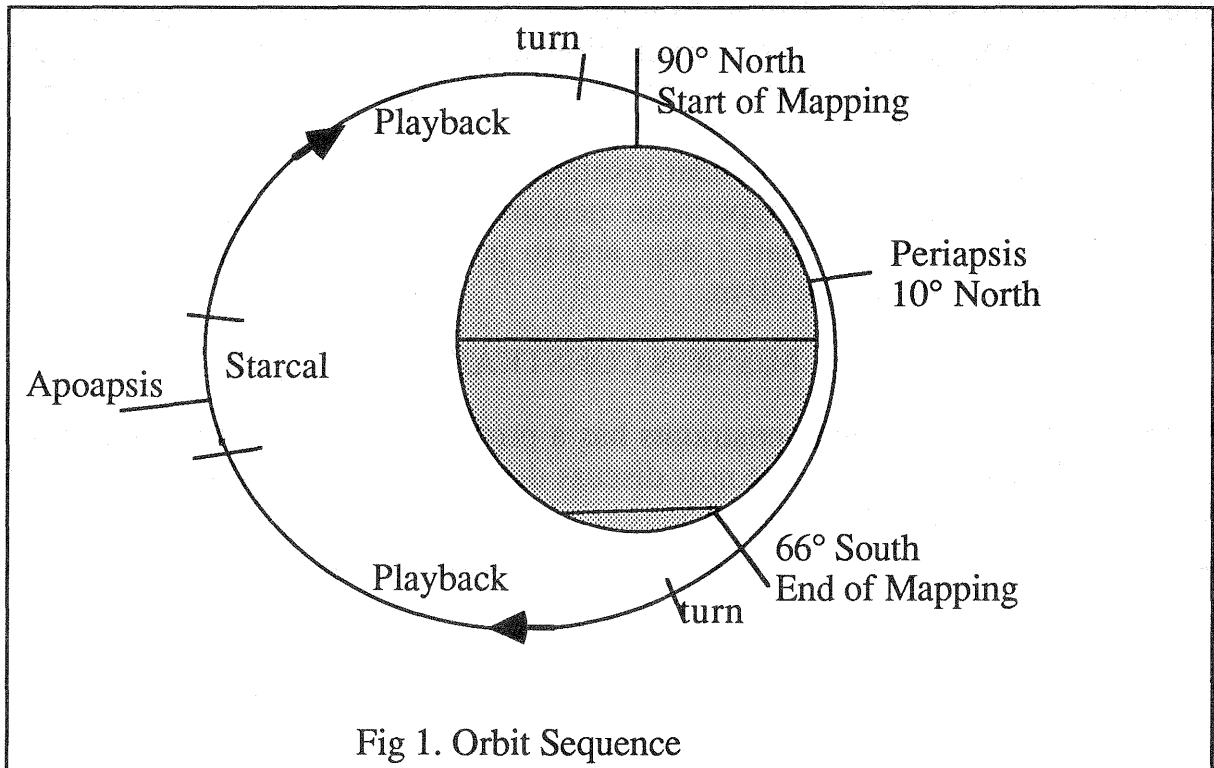 turn
90° North
Start of Mapping
Playback
Periapsis
10° North
Starcal
Apoapsis
66° South
End of Mapping
Playback
turn
Fig 1. Orbit Sequence